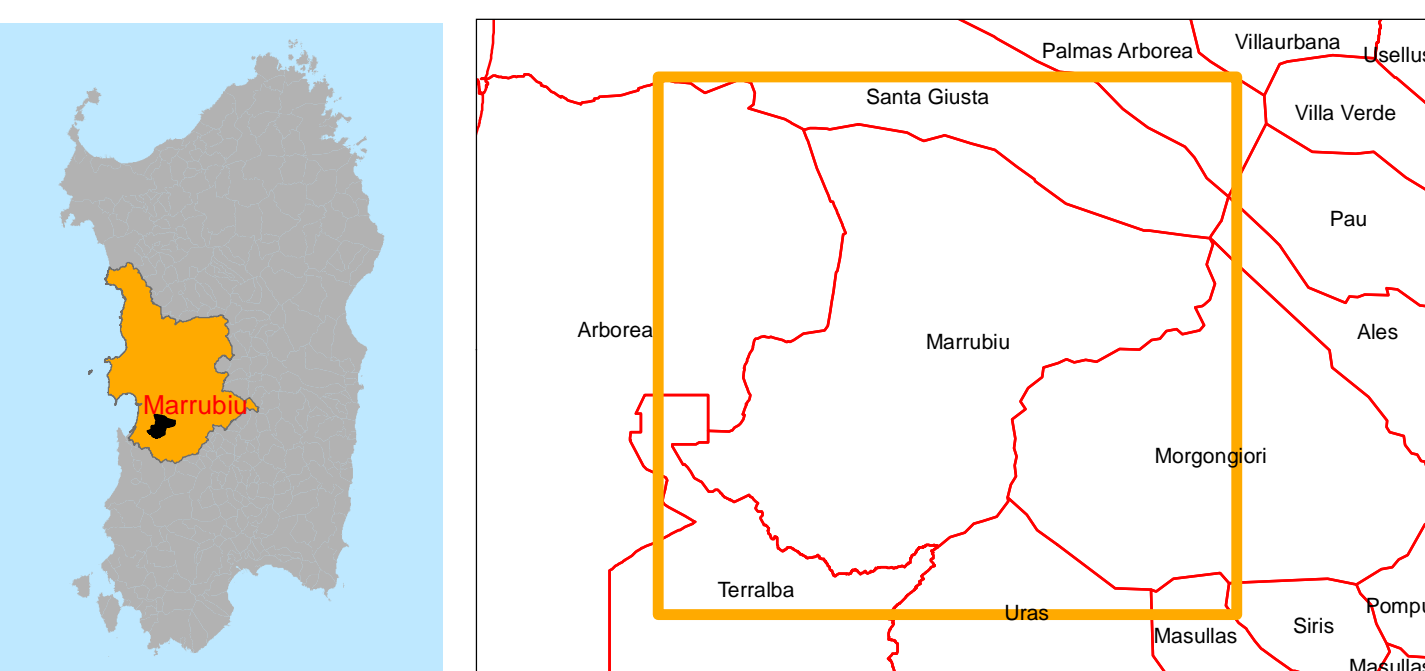 Marrubiu
Palmas Arborea
Villaurbana
Usellus
Santa Giusta
Villa Verde
Pau
Arborea
Marrubiu
Ales
Morgongiori
Terralba
Uras
Masullas
Siris
Pompu
Masullas